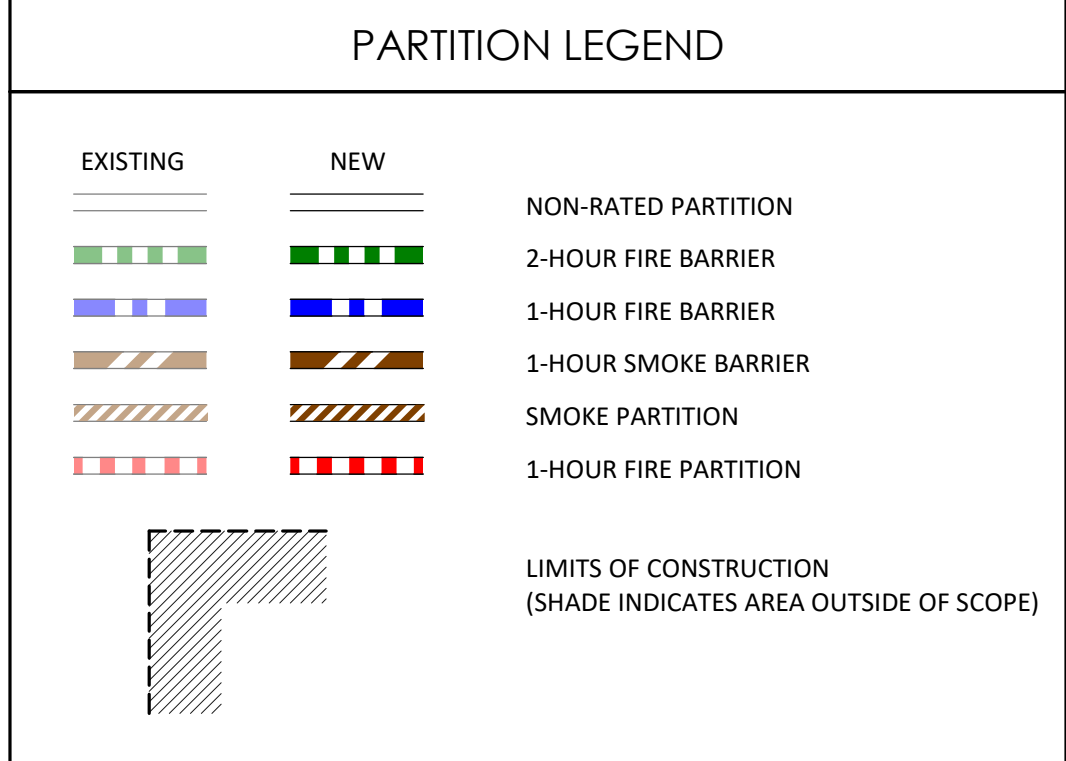 PARTITION LEGEND
EXISTING NEW
NON-RATED PARTITION
2-HOUR FIRE BARRIER
1-HOUR FIRE BARRIER
1-HOUR SMOKE BARRIER
SMOKE PARTITION
1-HOUR FIRE PARTITION
LIMITS OF CONSTRUCTION
(SHADE INDICATES AREA OUTSIDE OF SCOPE)